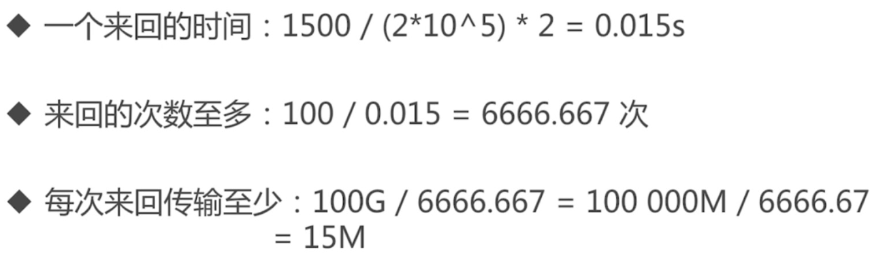 ◆ 一个来回的时间：1500 / (2*10^5) * 2 = 0.015s
◆ 来回的次数至多：100 / 0.015 = 6666.667 次
◆ 每次来回传输至少：100G / 6666.667 = 100 000M / 6666.67
= 15M